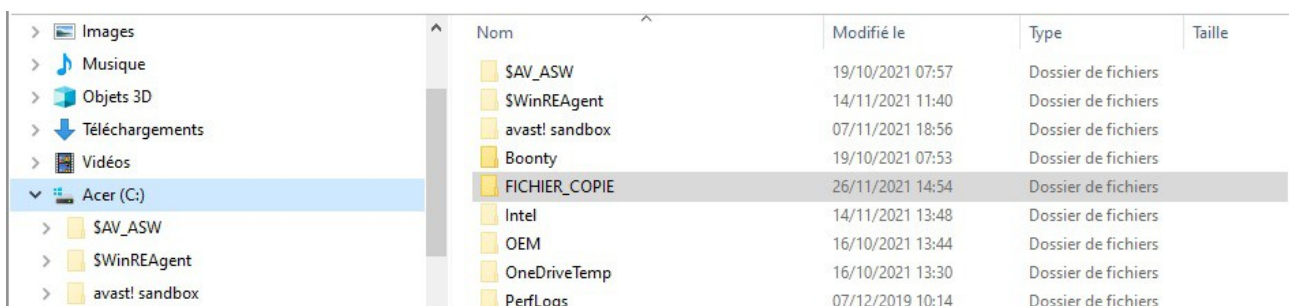 Images
Musique
Objets 3D
Téléchargements
Vidéos
Acer (C:)
$AV_ASW
$WinREAgent
avast! sandbox
Nom Modifié le Type Taille
$AV_ASW 19/10/2021 07:57 Dossier de fichiers
$WinREAgent 14/11/2021 11:40 Dossier de fichiers
avast! sandbox 07/11/2021 18:56 Dossier de fichiers
Boonty 19/10/2021 07:53 Dossier de fichiers
FICHIER_COPIE 26/11/2021 14:54 Dossier de fichiers
Intel 14/11/2021 13:48 Dossier de fichiers
OEM 16/10/2021 13:44 Dossier de fichiers
OneDriveTemp 16/10/2021 13:30 Dossier de fichiers
PerfLogs 07/12/2019 10:14 Dossier de fichiers